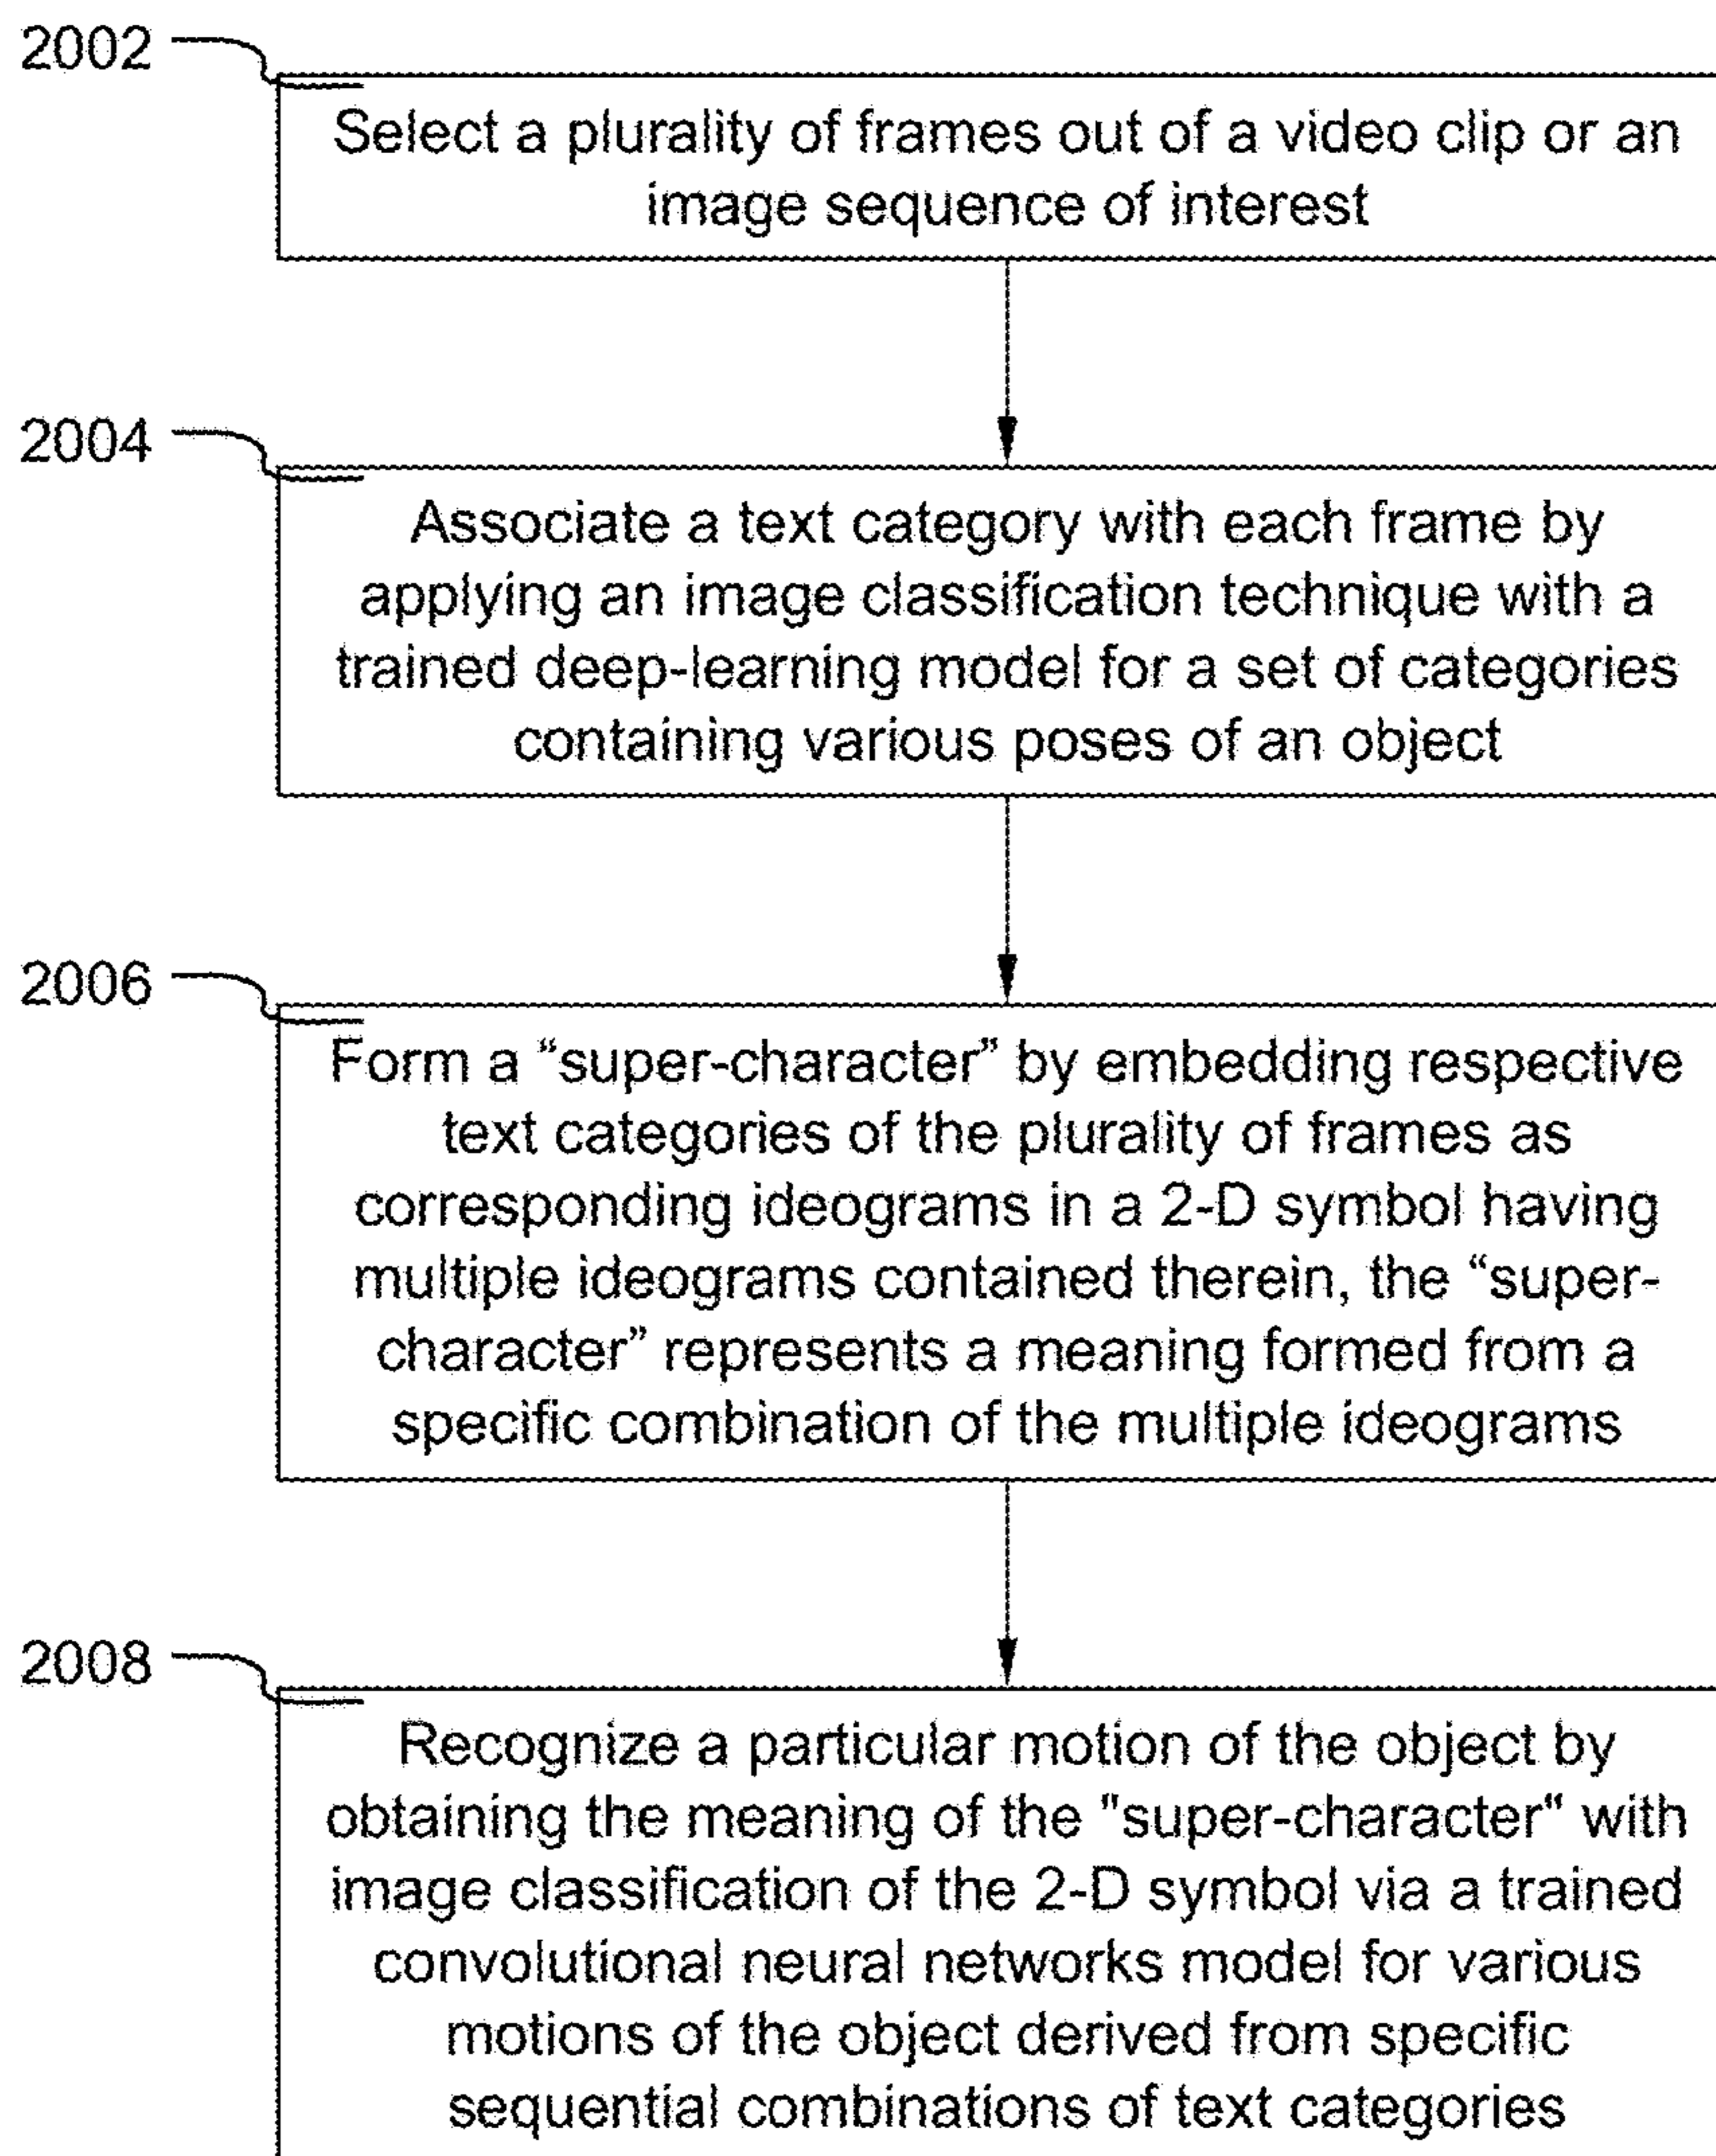 2002
Select a plurality of frames out of a video clip or an
image sequence of interest
2004
Associate a text category with each frame by
applying an image classification technique with a
trained deep-learning model for a set of categories
containing various poses of an object
2006
Form a “super-character” by embedding respective
text categories of the plurality of frames as
corresponding ideograms in a 2-D symbol having
multiple ideograms contained therein, the “super-
character” represents a meaning formed from a
specific combination of the multiple ideograms
2008
Recognize a particular motion of the object by
obtaining the meaning of the "super-character" with
image classification of the 2-D symbol via a trained
convolutional neural networks model for various
motions of the object derived from specific
sequential combinations of text categories